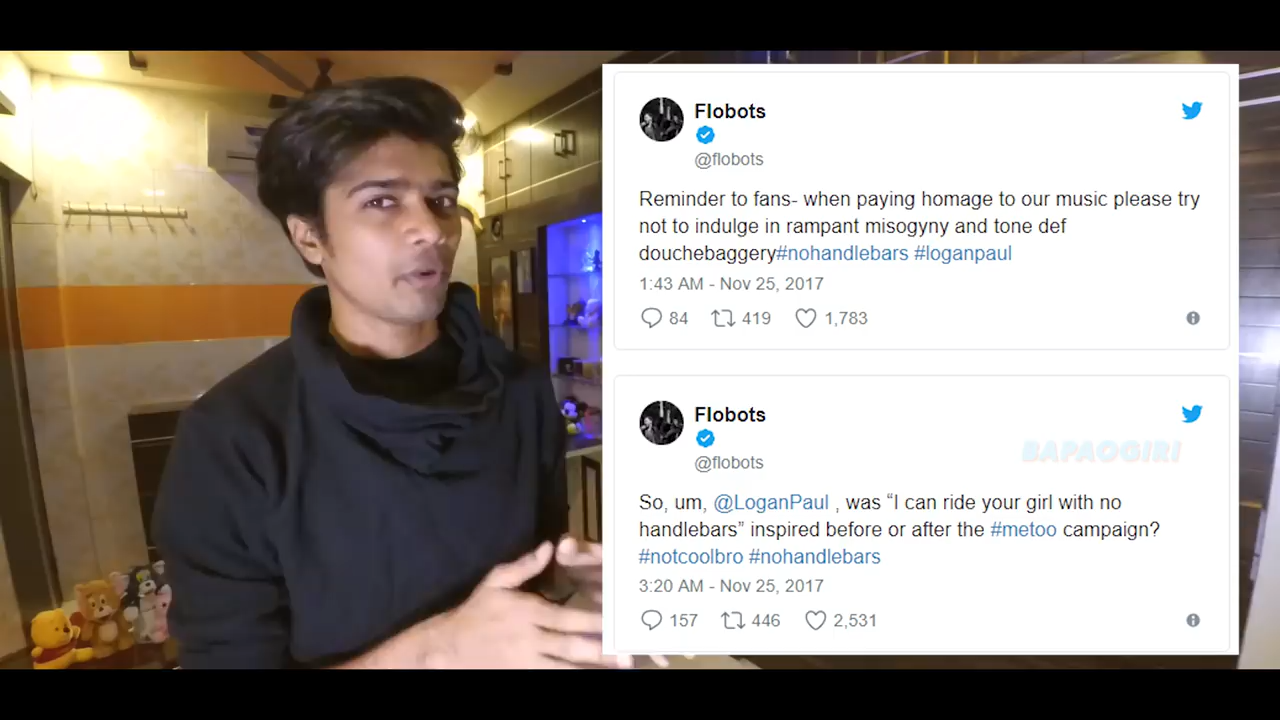 Flobots
@flobots
Reminder to fans- when paying homage to our music please try
not to indulge in rampant misogyny and tone def
douchebaggery#nohandlebars #loganpaul
1:43 AM - Nov 25, 2017
84 419 1,783
Flobots
@flobots
BAPAOGIRI
So, um, @LoganPaul , was “I can ride your girl with no
handlebars” inspired before or after the #metoo campaign?
#notcoolbro #nohandlebars
3:20 AM - Nov 25, 2017
157 446 2,531